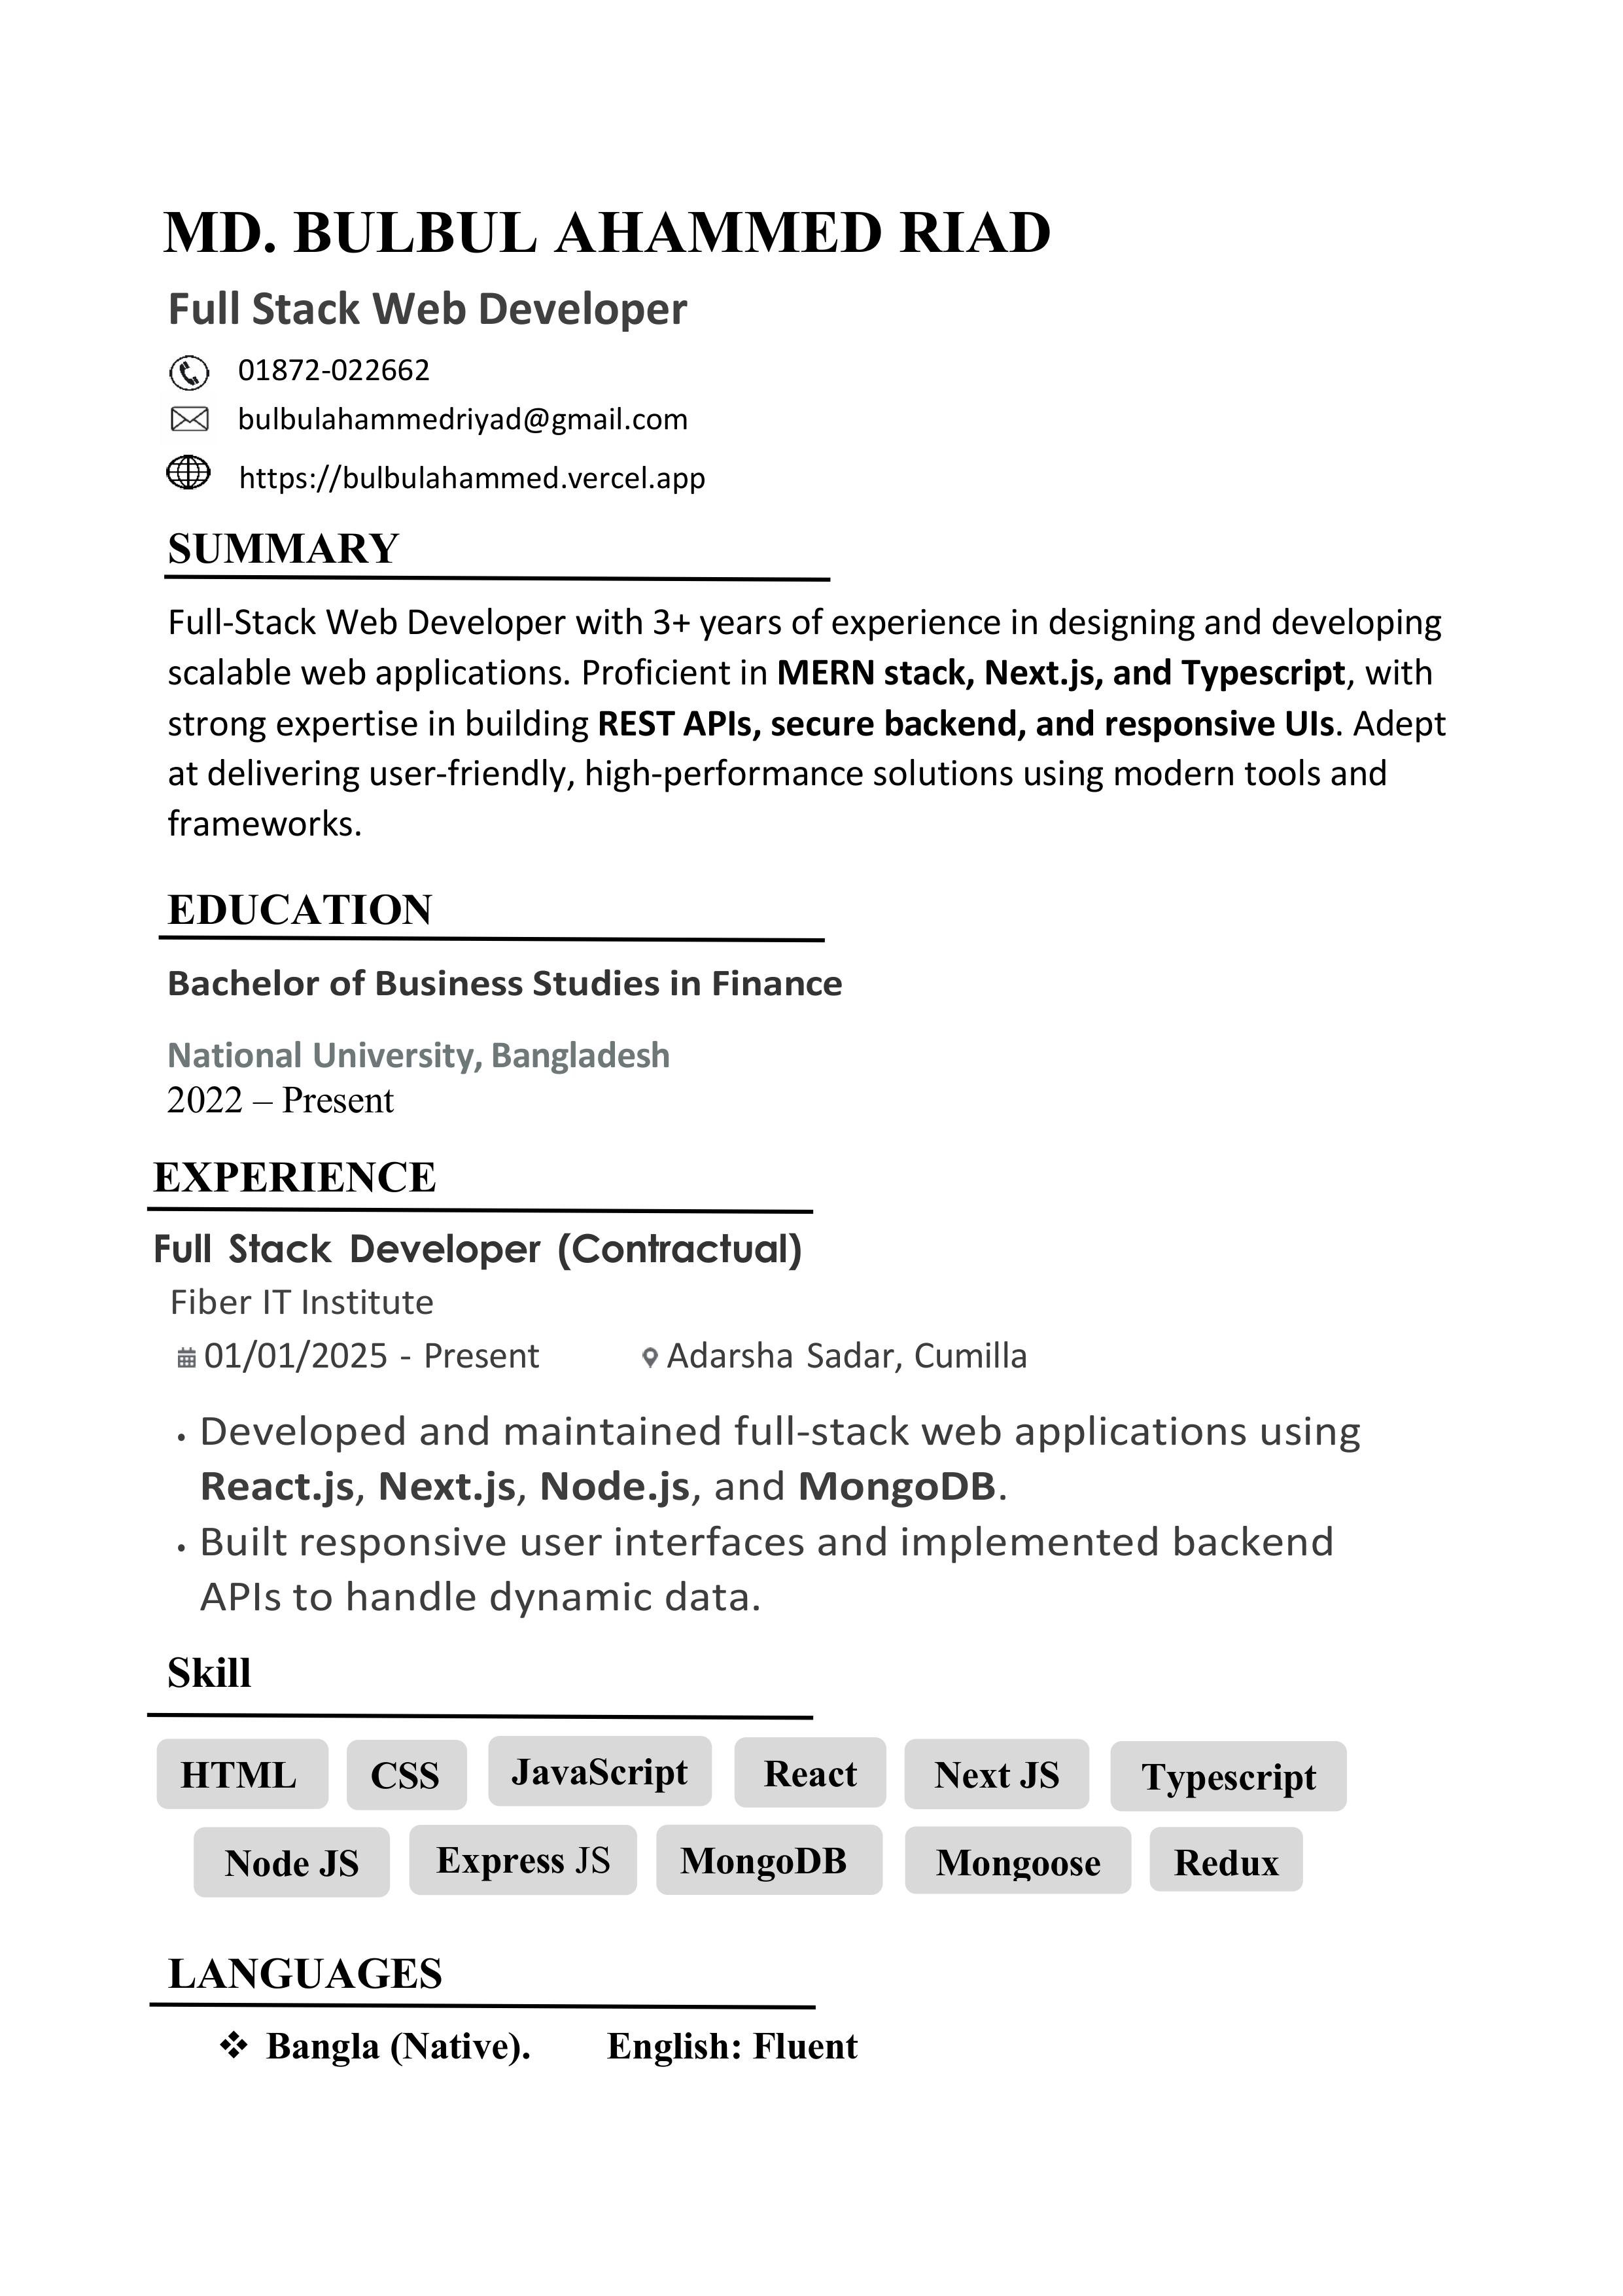 MD. BULBUL AHAMMED RIAD
Full Stack Web Developer
01872-022662
bulbulahammedriyad@gmail.com
https://bulbulahammed.vercel.app
SUMMARY
Full-Stack Web Developer with 3+ years of experience in designing and developing
scalable web applications. Proficient in MERN stack, Next.js, and Typescript, with
strong expertise in building REST APIs, secure backend, and responsive UIs. Adept
at delivering user-friendly, high-performance solutions using modern tools and
frameworks.
EDUCATION
Bachelor of Business Studies in Finance
National University, Bangladesh
2022 – Present
EXPERIENCE
Full Stack Developer (Contractual)
Fiber IT Institute
01/01/2025 - Present Adarsha Sadar, Cumilla
• Developed and maintained full-stack web applications using
React.js, Next.js, Node.js, and MongoDB.
• Built responsive user interfaces and implemented backend
APIs to handle dynamic data.
Skill
HTML CSS JavaScript React Next JS Typescript
Node JS Express JS MongoDB Mongoose Redux
LANGUAGES
❖ Bangla (Native). English: Fluent